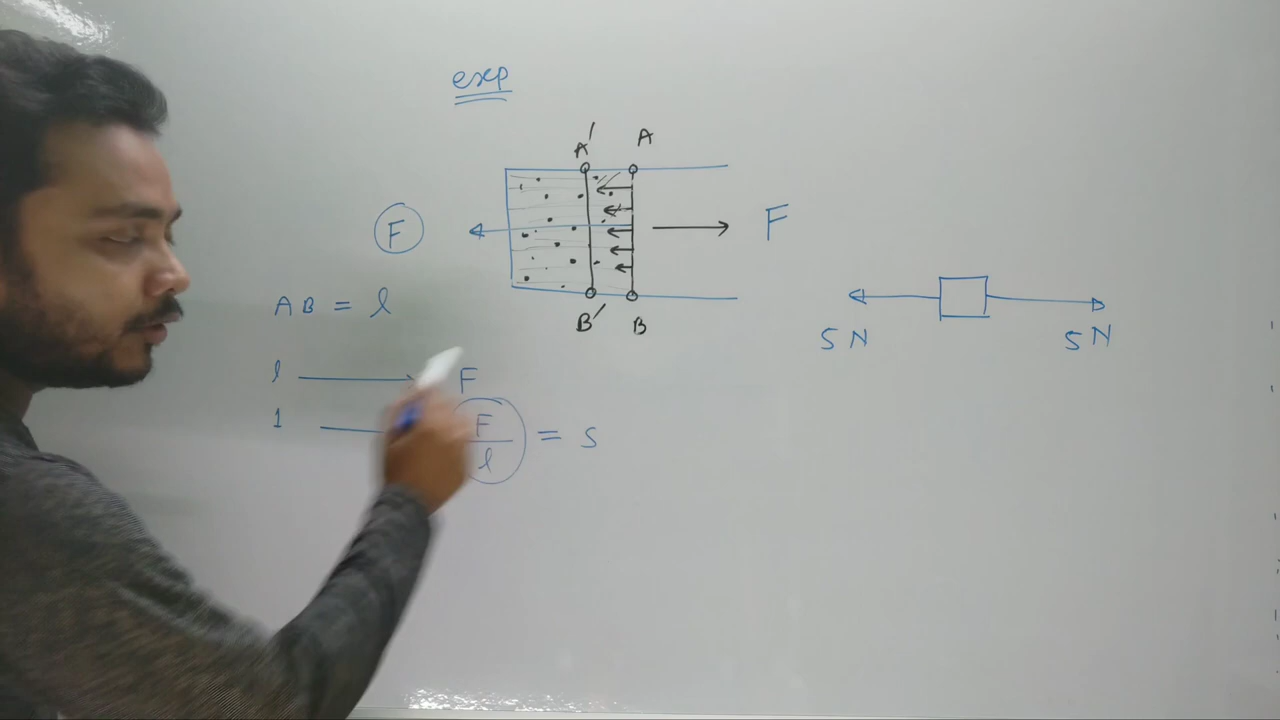 exp
A' A
F F
B' B
AB = l
5 N 5 N
l → F
1 — F/l = s